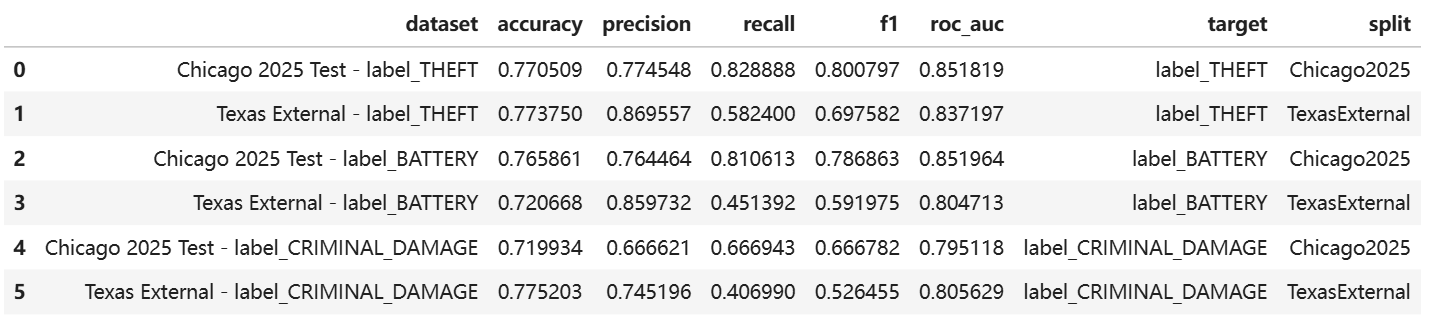 dataset accuracy precision recall f1 roc_auc target split
0 Chicago 2025 Test - label_THEFT 0.770509 0.774548 0.828888 0.800797 0.851819 label_THEFT Chicago2025
1 Texas External - label_THEFT 0.773750 0.869557 0.582400 0.697582 0.837197 label_THEFT TexasExternal
2 Chicago 2025 Test - label_BATTERY 0.765861 0.764464 0.810613 0.786863 0.851964 label_BATTERY Chicago2025
3 Texas External - label_BATTERY 0.720668 0.859732 0.451392 0.591975 0.804713 label_BATTERY TexasExternal
4 Chicago 2025 Test - label_CRIMINAL_DAMAGE 0.719934 0.666621 0.666943 0.666782 0.795118 label_CRIMINAL_DAMAGE Chicago2025
5 Texas External - label_CRIMINAL_DAMAGE 0.775203 0.745196 0.406990 0.526455 0.805629 label_CRIMINAL_DAMAGE TexasExternal